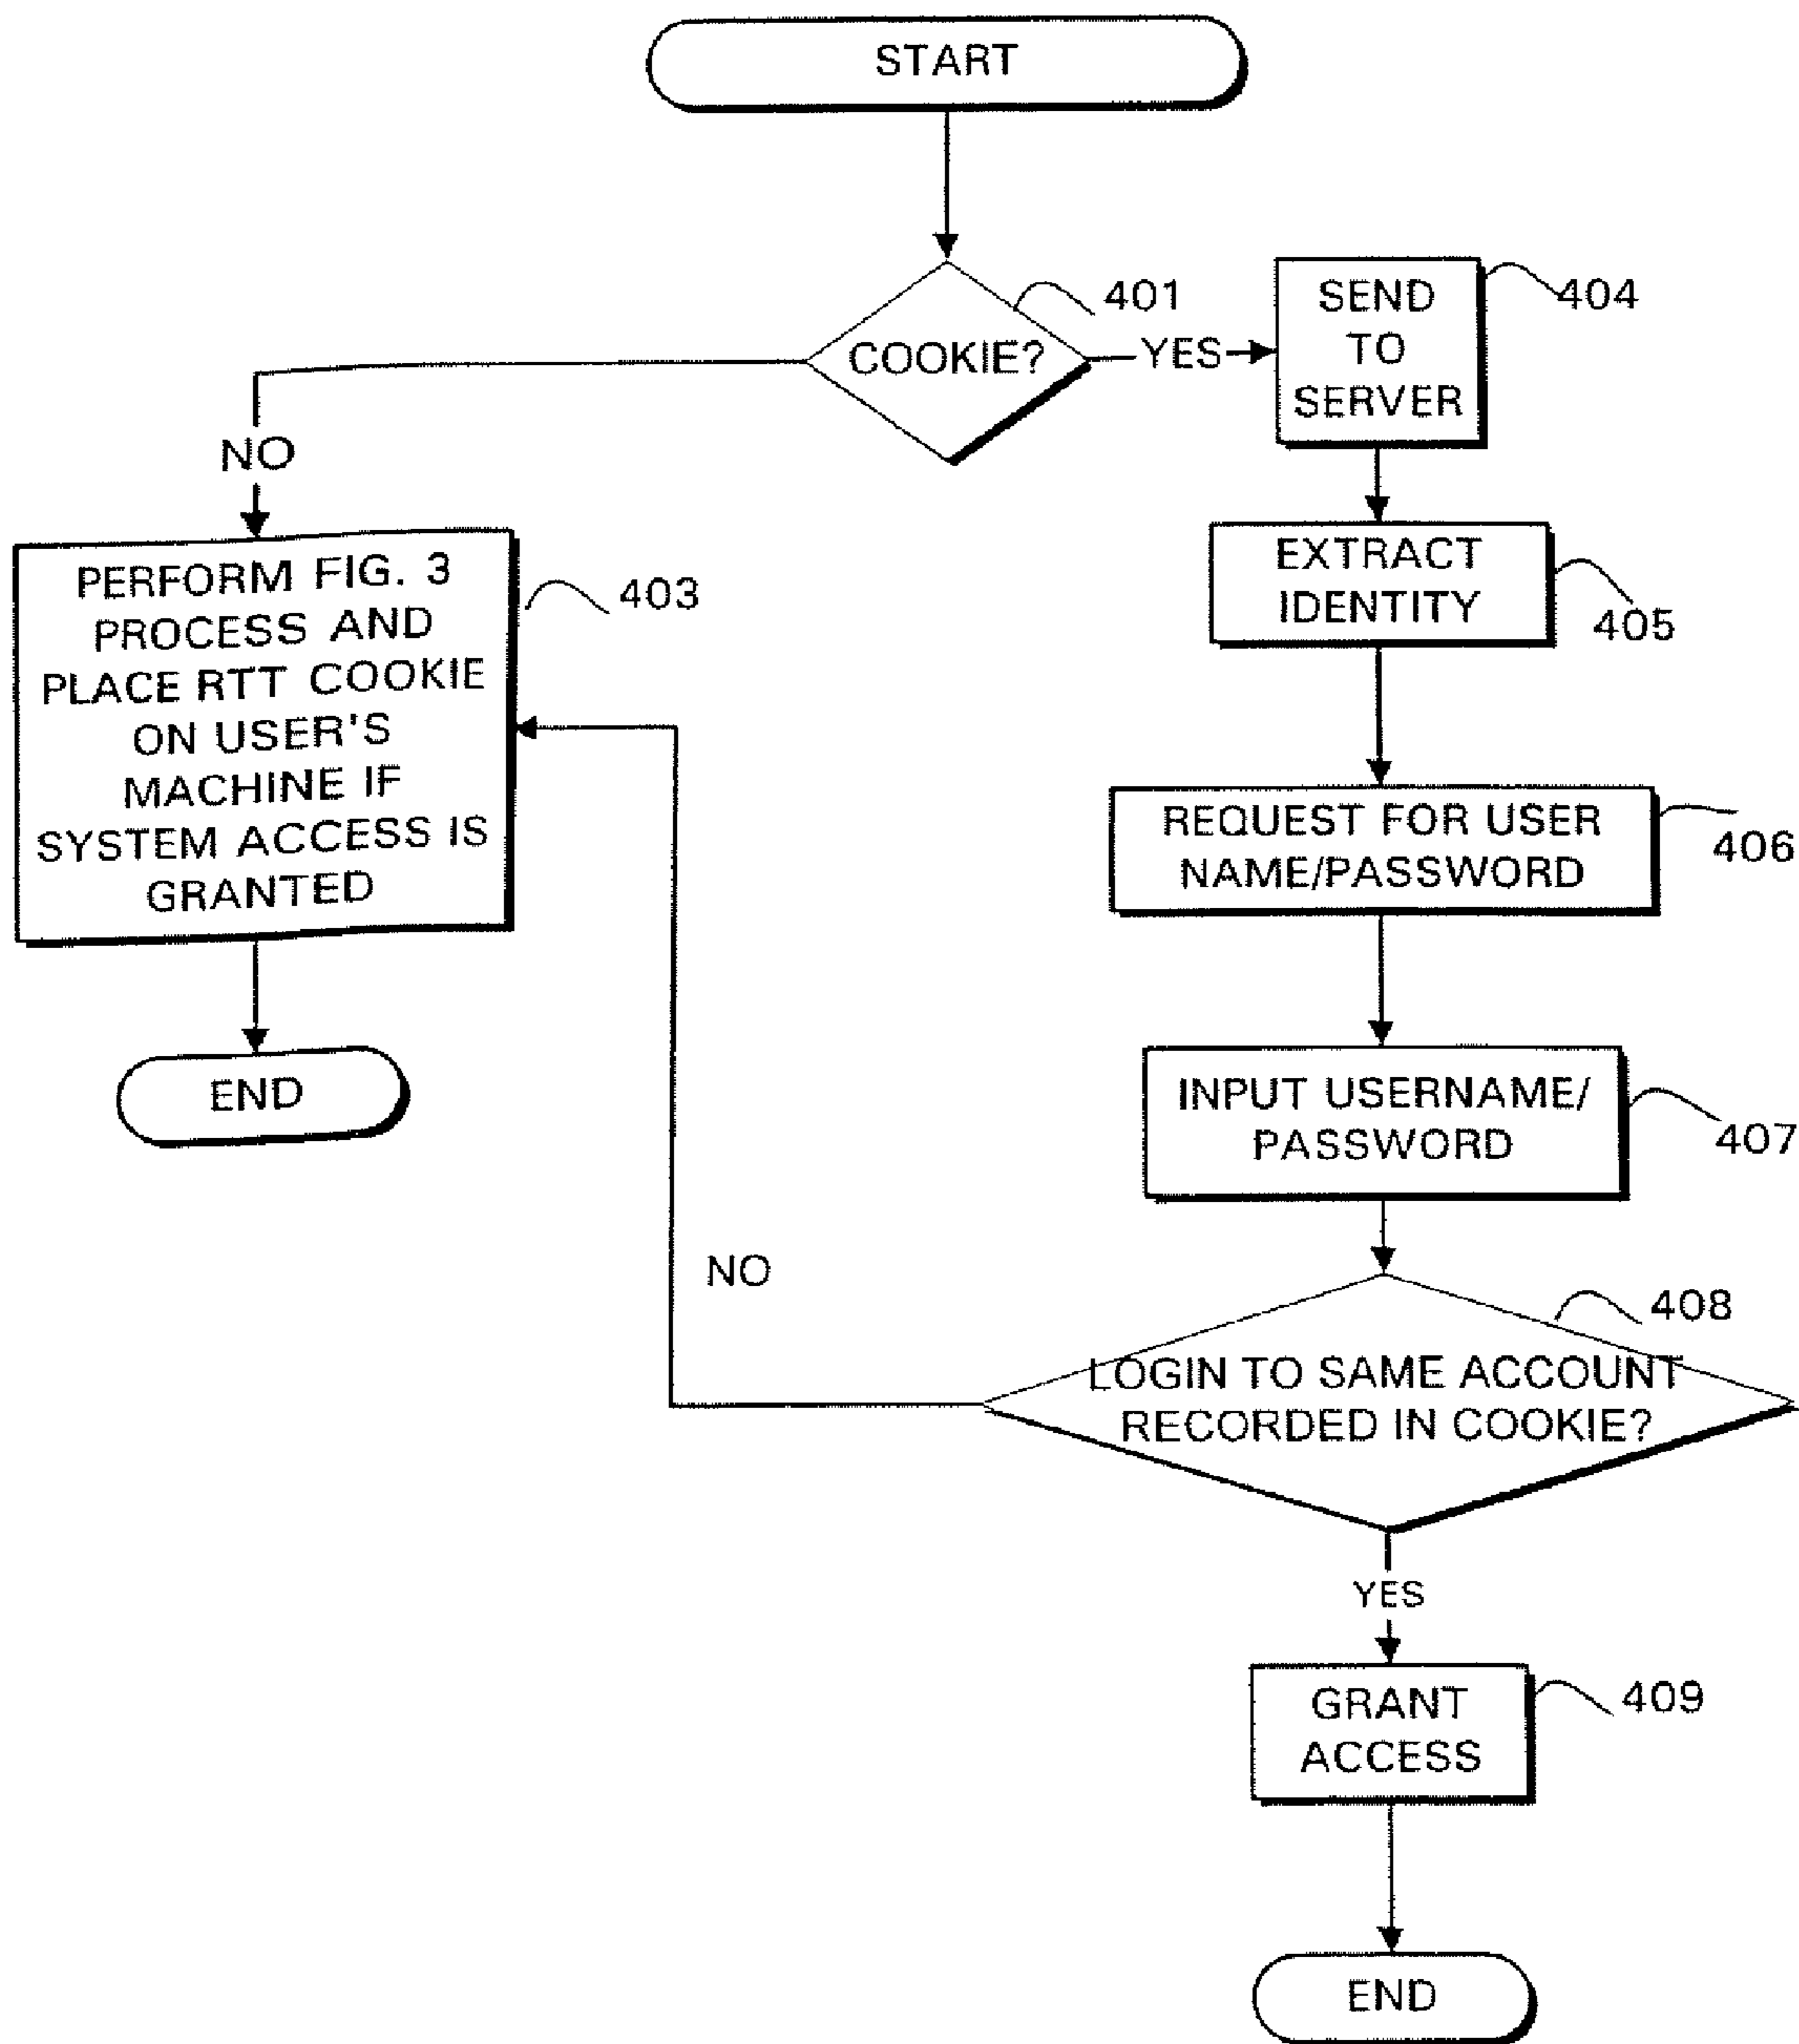 START
COOKIE?
401
YES
SEND
TO
SERVER
404
NO
PERFORM FIG. 3
PROCESS AND
PLACE RTT COOKIE
ON USER'S
MACHINE IF
SYSTEM ACCESS IS
GRANTED
403
END
EXTRACT
IDENTITY
405
REQUEST FOR USER
NAME/PASSWORD
406
INPUT USERNAME/
PASSWORD
407
LOGIN TO SAME ACCOUNT
RECORDED IN COOKIE?
408
NO
YES
GRANT
ACCESS
409
END